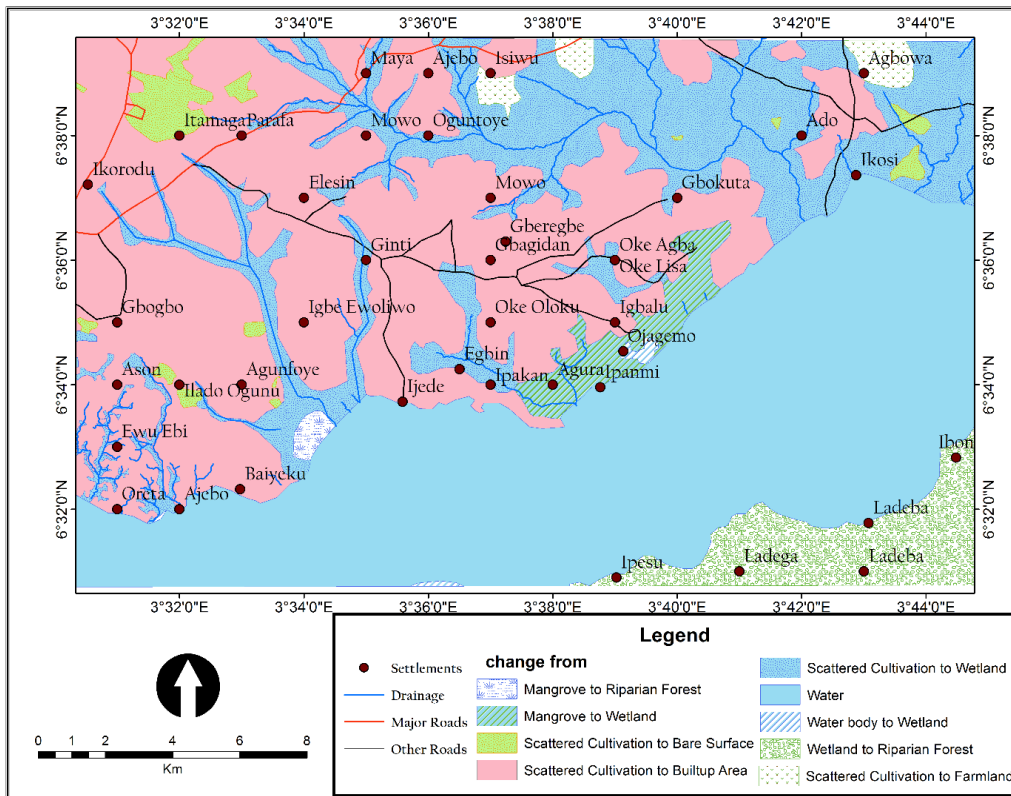 3°32'0"E 3°34'0"E 3°36'0"E 3°38'0"E 3°40'0"E 3°42'0"E 3°44'0"E
Maya Ajebo Isiwu Agbowa
6°38'0"N Itamaga Parafa Mowo Oguntoye Ado 6°38'0"N
Ikorodu Elesin Mowo Gbokuta Ikosi
Gberegbe
6°36'0"N Ginti Gbagidan Oke Agba 6°36'0"N
Oke Lisa
Gbogbo Igbe Ewoliwo Oke Oloku Igbalu
Ojagemo
6°34'0"N Ason Ilado Ogunu Agunfoye Egbin Ipakan Agura Ipanmi 6°34'0"N
Ijede
Ewu Ebi Ibon
Baiyeku
6°32'0"N Oreta Ajebo Ladeba 6°32'0"N
Ipesu Ladega Ladeba
3°32'0"E 3°34'0"E 3°36'0"E 3°38'0"E 3°40'0"E 3°42'0"E 3°44'0"E
Legend
Settlements
Drainage
Major Roads
Other Roads
change from
Mangrove to Riparian Forest
Mangrove to Wetland
Scattered Cultivation to Bare Surface
Scattered Cultivation to Builtup Area
Scattered Cultivation to Wetland
Water
Water body to Wetland
Wetland to Riparian Forest
Scattered Cultivation to Farmland
0 1 2 4 6 8
Km